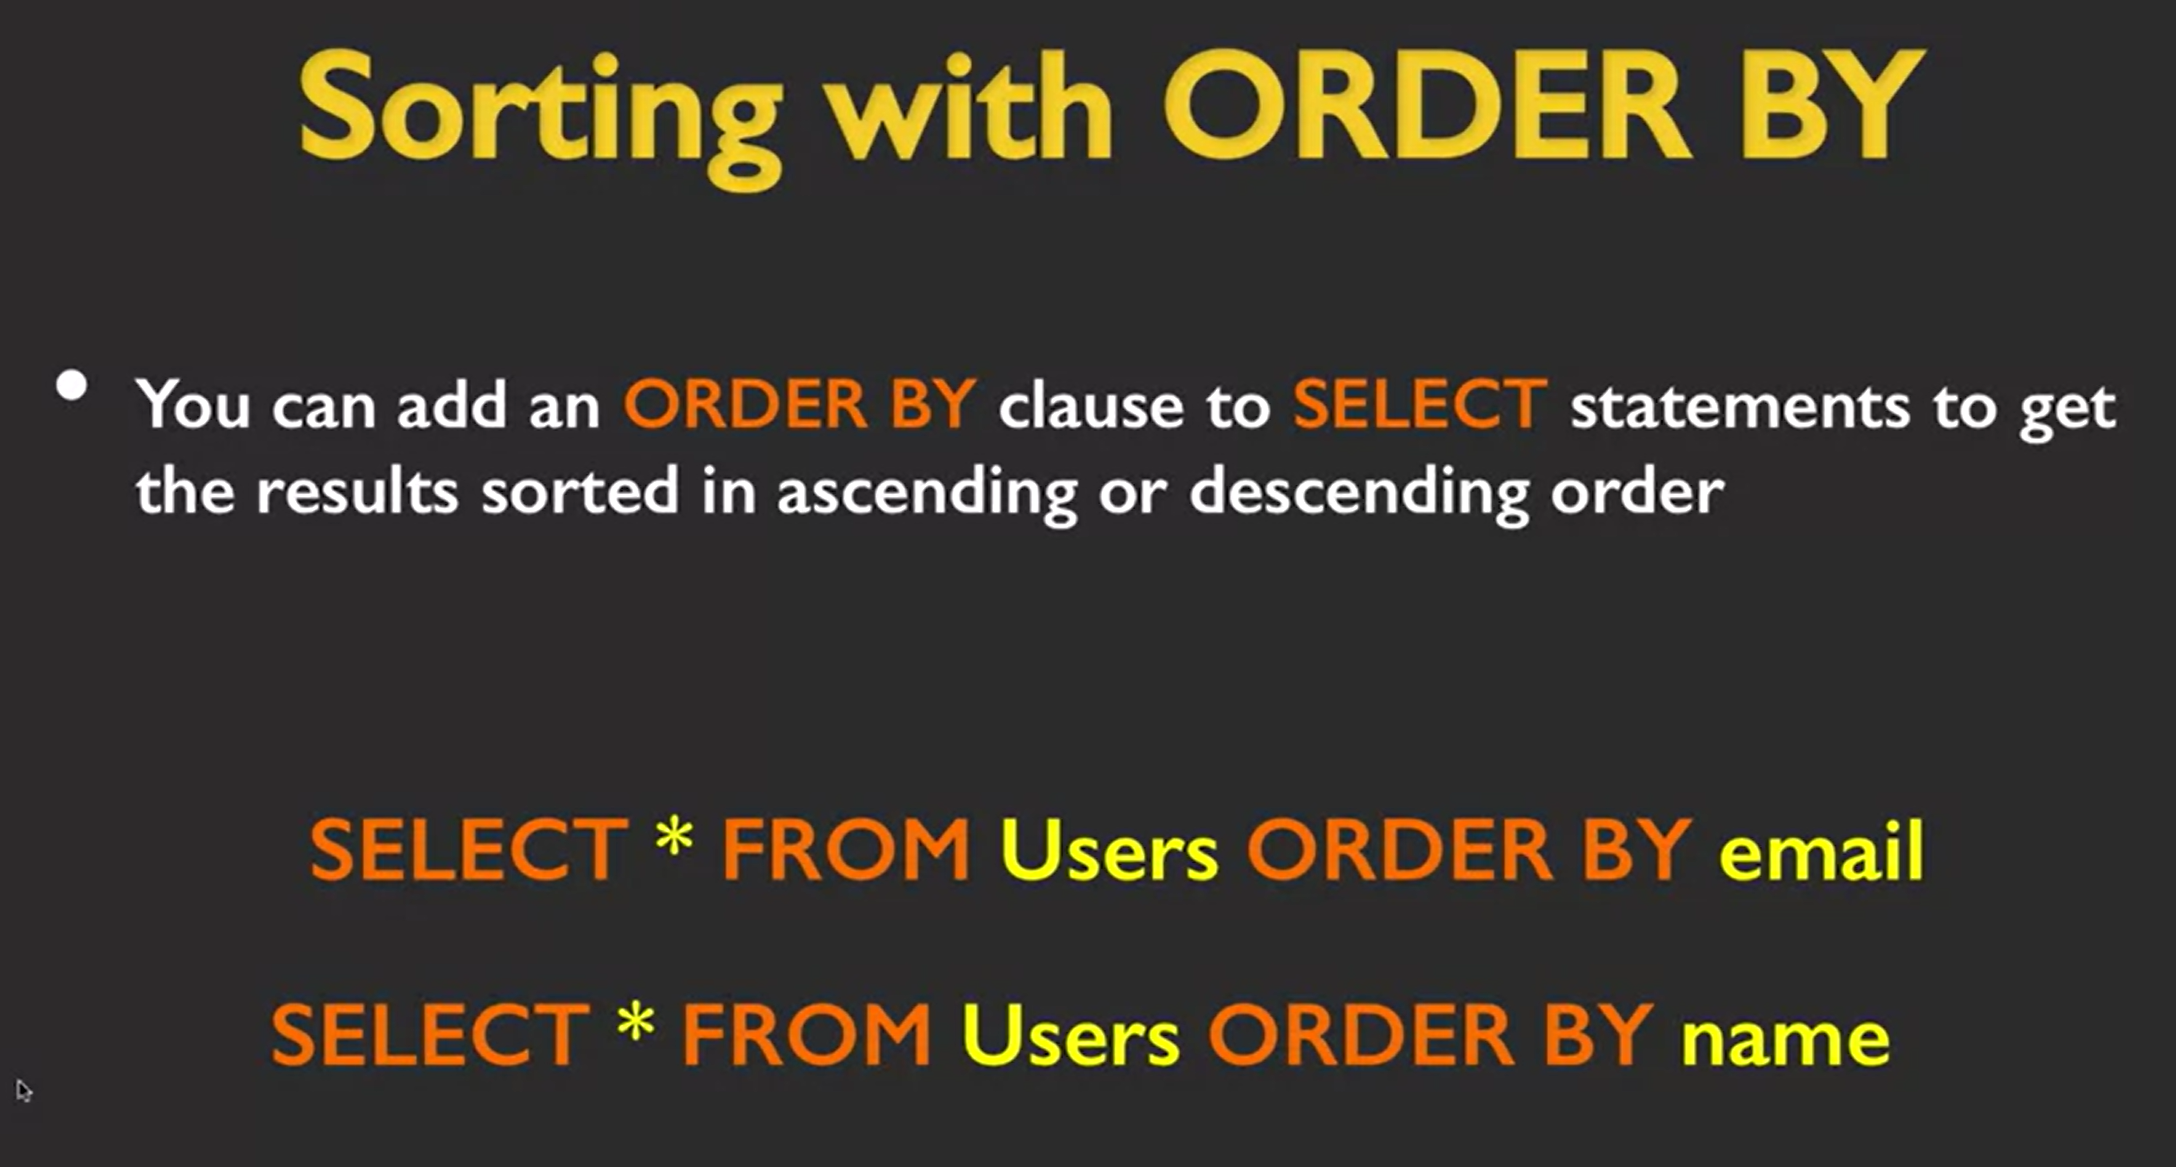 Sorting with ORDER BY
• You can add an ORDER BY clause to SELECT statements to get
the results sorted in ascending or descending order
SELECT * FROM Users ORDER BY email
SELECT * FROM Users ORDER BY name